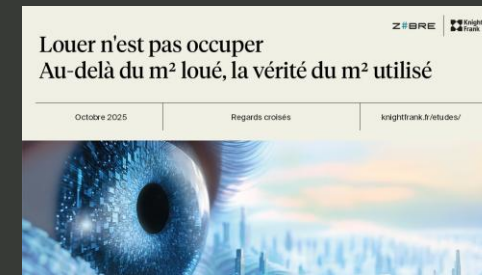 Z#BRE
Knight
Frank
Louer n'est pas occuper
Au-delà du m² loué, la vérité du m² utilisé
Octobre 2025
Regards croisés
knightfrank.fr/etudes/